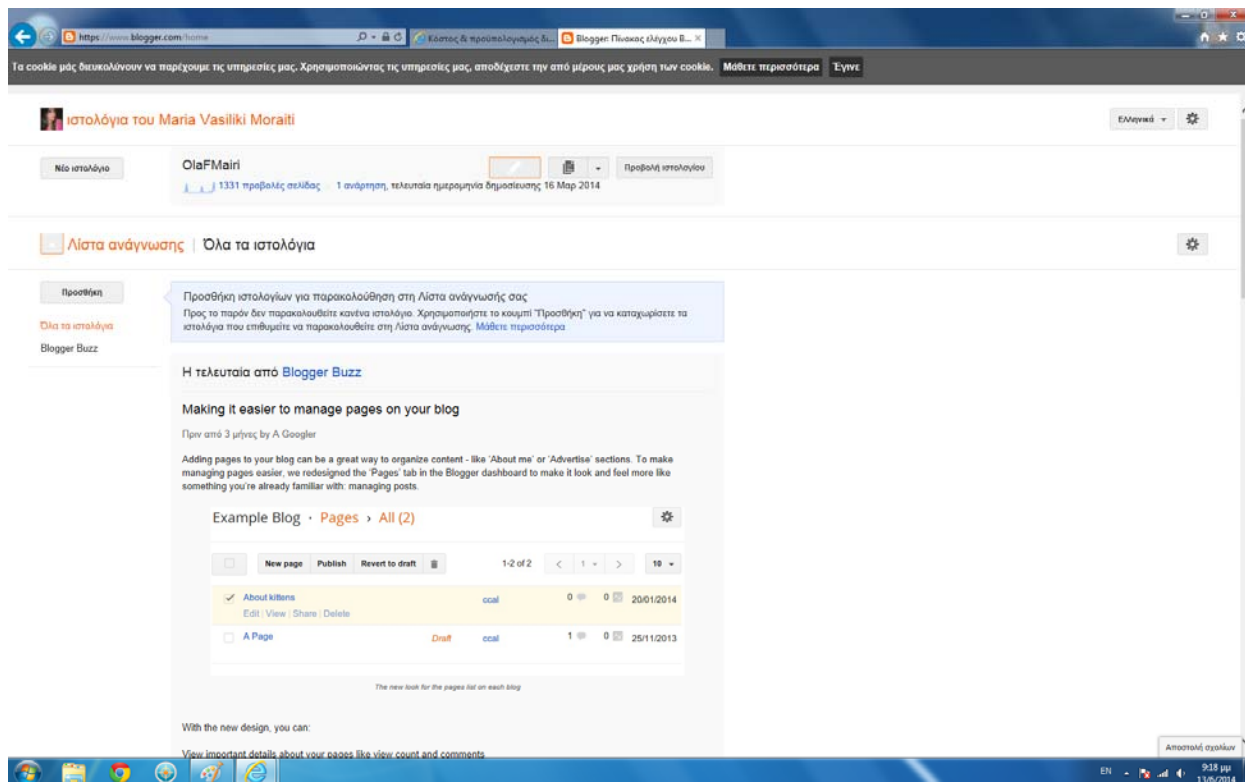 https://www.blogger.com/home
Κόστος & προϋπολογισμός δι...
Blogger: Πίνακας ελέγχου B...
Τα cookie μάς διευκολύνουν να παρέχουμε τις υπηρεσίες μας. Χρησιμοποιώντας τις υπηρεσίες μας, αποδέχεστε την από μέρους μας χρήση των cookie. Μάθετε περισσότερα Έγινε
ιστολόγια του Maria Vasiliki Moraiti
Ελληνικά
Νέο ιστολόγιο
OlaFMairi
Προβολή ιστολογίου
1331 προβολές σελίδας 1 ανάρτηση, τελευταία ημερομηνία δημοσίευσης 16 Μαρ 2014
Λίστα ανάγνωσης | Όλα τα ιστολόγια
Προσθήκη
Όλα τα ιστολόγια
Blogger Buzz
Προσθήκη ιστολογίων για παρακολούθηση στη Λίστα ανάγνωσής σας
Προς το παρόν δεν παρακολουθείτε κανένα ιστολόγιο. Χρησιμοποιήστε το κουμπί "Προσθήκη" για να καταχωρίσετε τα
ιστολόγια που επιθυμείτε να παρακολουθείτε στη Λίστα ανάγνωσης. Μάθετε περισσότερα
Η τελευταία από Blogger Buzz
Making it easier to manage pages on your blog
Πριν από 3 μήνες by A Googler
Adding pages to your blog can be a great way to organize content - like 'About me' or 'Advertise' sections. To make
managing pages easier, we redesigned the 'Pages' tab in the Blogger dashboard to make it look and feel more like
something you're already familiar with: managing posts.
Example Blog · Pages › All (2)
New page Publish Revert to draft 1-2 of 2 < 1 > 10
About kittens ccal 0 0 20/01/2014
Edit | View | Share | Delete
A Page Draft ccal 1 0 25/11/2013
The new look for the pages list on each blog
With the new design, you can:
View important details about your pages like view count and comments
Αποστολή σχολίων
EN 9:18 μμ
13/6/2014